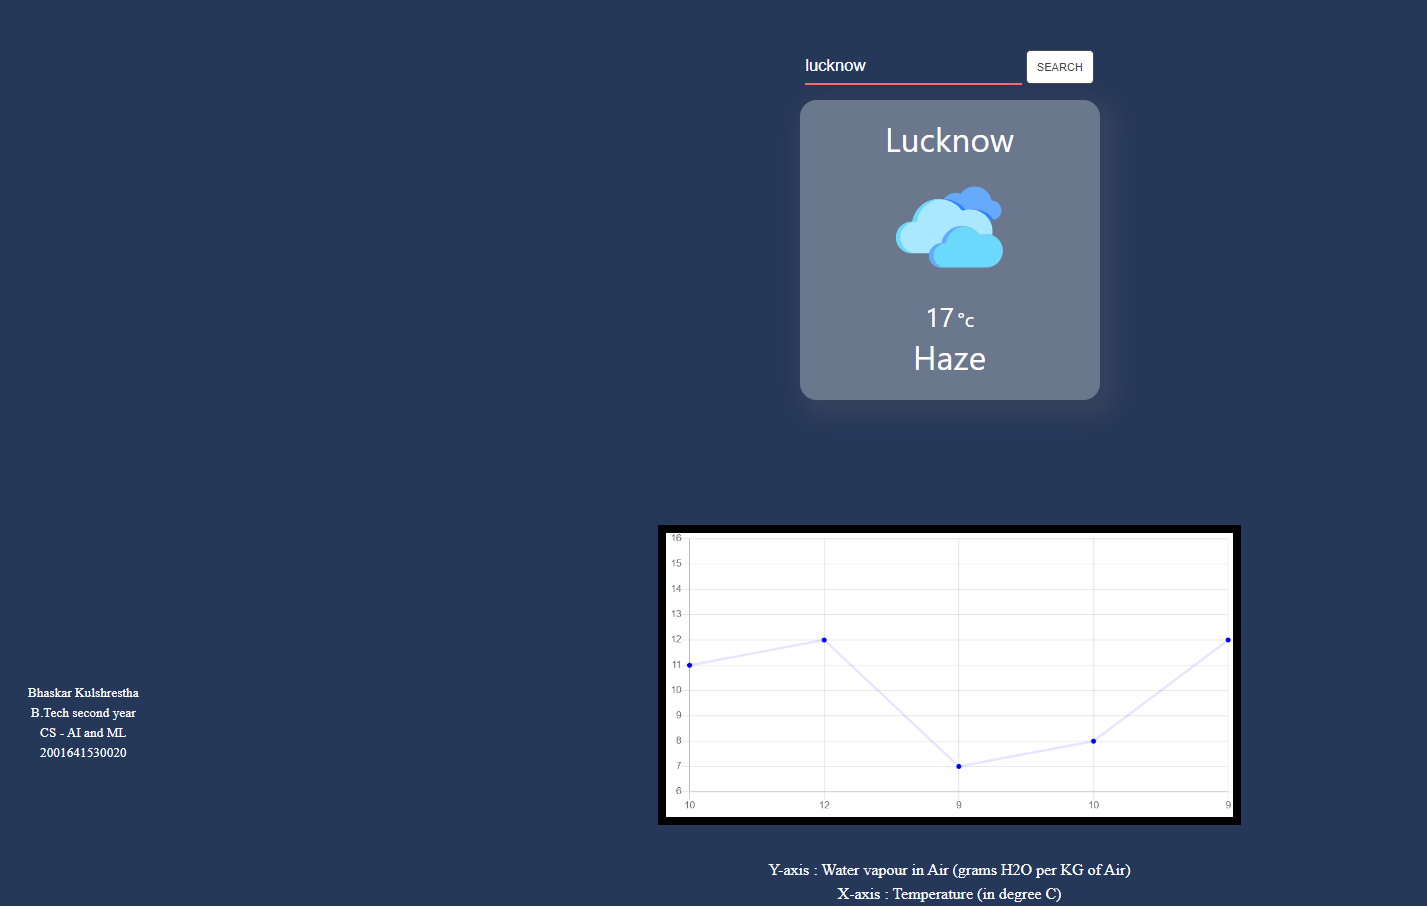 lucknow SEARCH
Lucknow
17 °c
Haze
16
15
14
13
12
11
10
9
8
7
6
10 12 9 10 9
Bhaskar Kulshrestha
B.Tech second year
CS - AI and ML
2001641530020
Y-axis : Water vapour in Air (grams H2O per KG of Air)
X-axis : Temperature (in degree C)